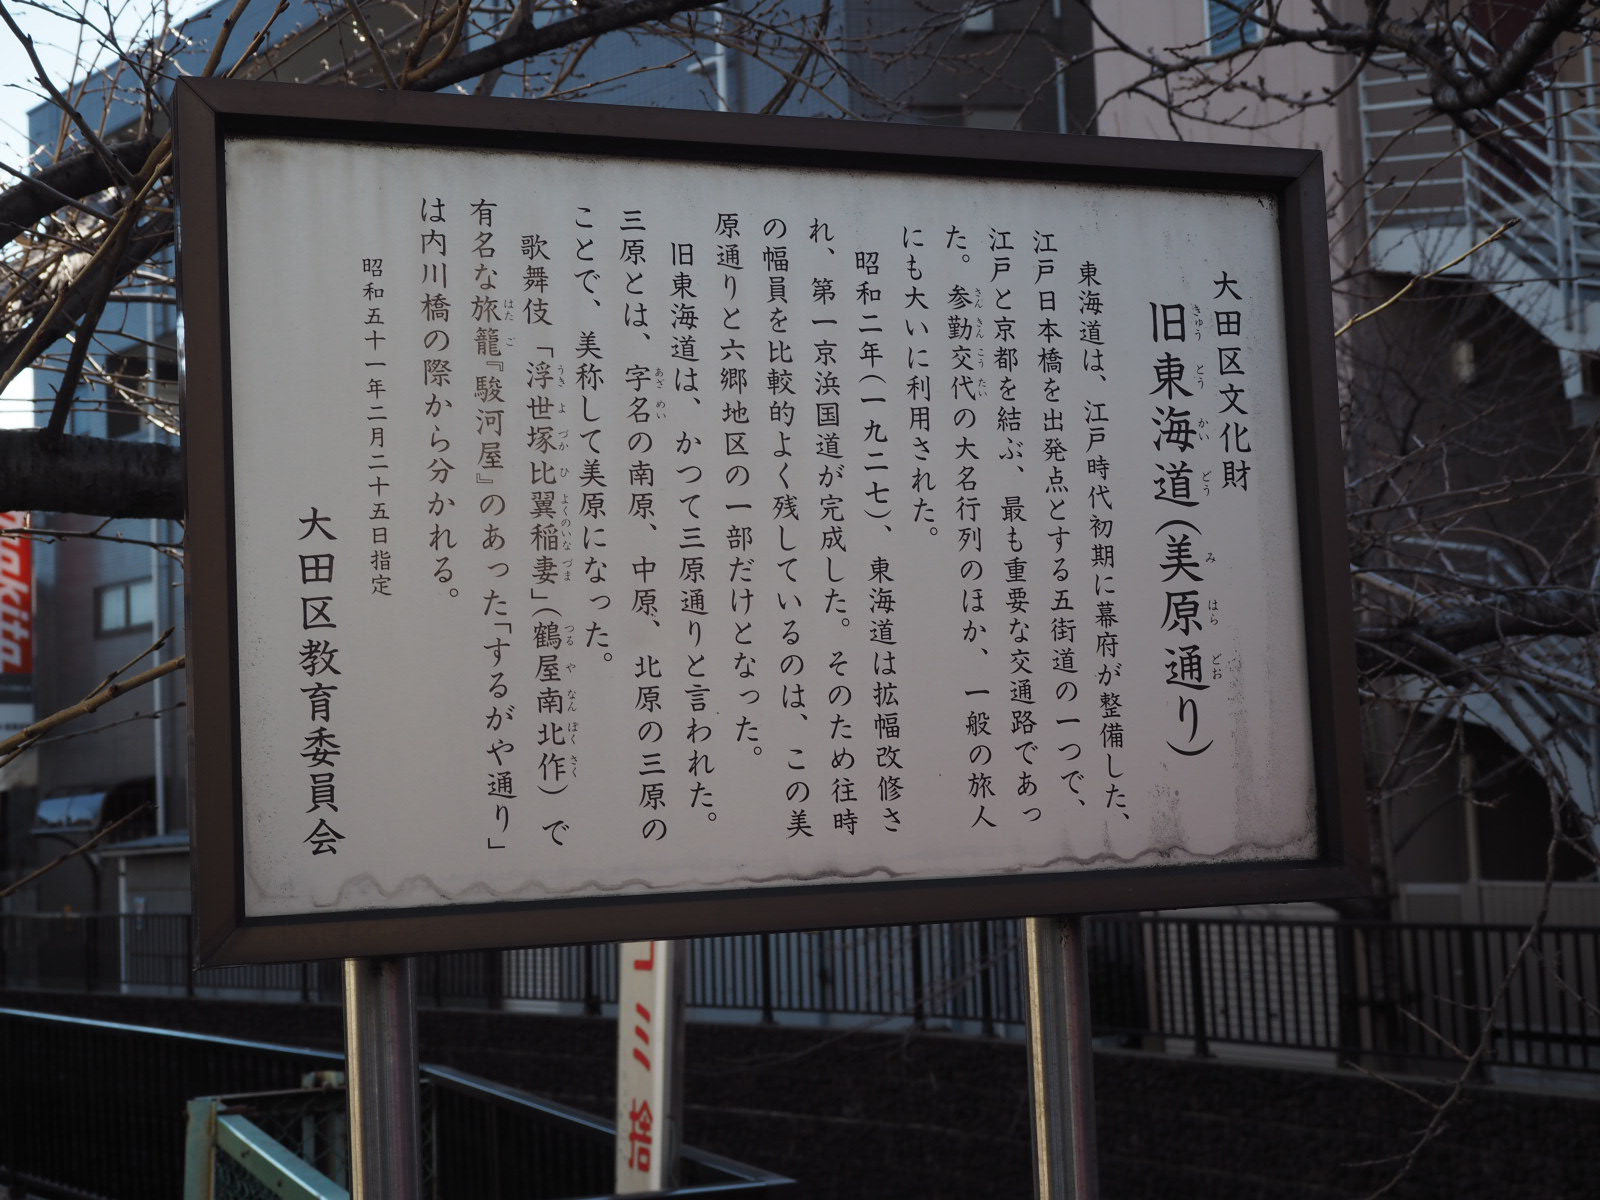 大田区文化財
旧東海道(美原通り)
東海道は、江戸時代初期に幕府が整備した、
江戸日本橋を出発点とする五街道の一つで、
江戸と京都を結ぶ、最も重要な交通路であっ
た。参勤交代の大名行列のほか、一般の旅人
にも大いに利用された。
昭和二年(一九二七)、東海道は拡幅改修さ
れ、第一京浜国道が完成した。そのため往時
の幅員を比較的よく残しているのは、この美
原通りと六郷地区の一部だけとなった。
旧東海道は、かつて三原通りと言われた。
三原とは、字名の南原、中原、北原の三原の
ことで、美称して美原になった。
歌舞伎「浮世塚比翼稲妻」(鶴屋南北作)で
有名な旅籠『駿河屋』のあった「するがや通り」
は内川橋の際から分かれる。
昭和五十一年二月二十五日指定
大田区教育委員会